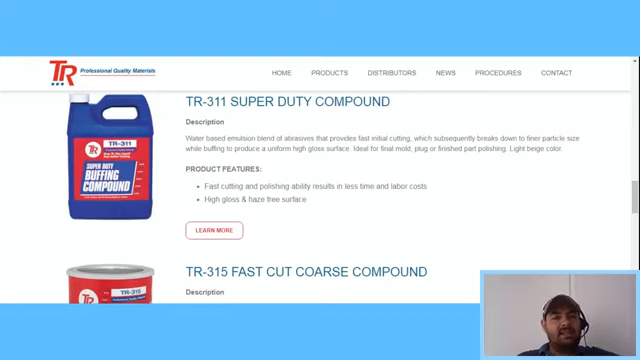 TR Professional Quality Materials
HOME PRODUCTS DISTRIBUTORS NEWS PROCEDURES CONTACT
TR-311 SUPER DUTY COMPOUND
Description
Water based emulsion blend of abrasives that provides fast initial cutting, which subsequently breaks down to finer particle size
while buffing to produce a uniform high gloss surface. Ideal for final mold, plug or finished part polishing. Light beige color.
PRODUCT FEATURES:
Fast cutting and polishing ability results in less time and labor costs
High gloss & haze free surface
LEARN MORE
TR-311
TR
SUPER DUTY
BUFFING
COMPOUND
TR-315 FAST CUT COARSE COMPOUND
Description
TR-315
TR